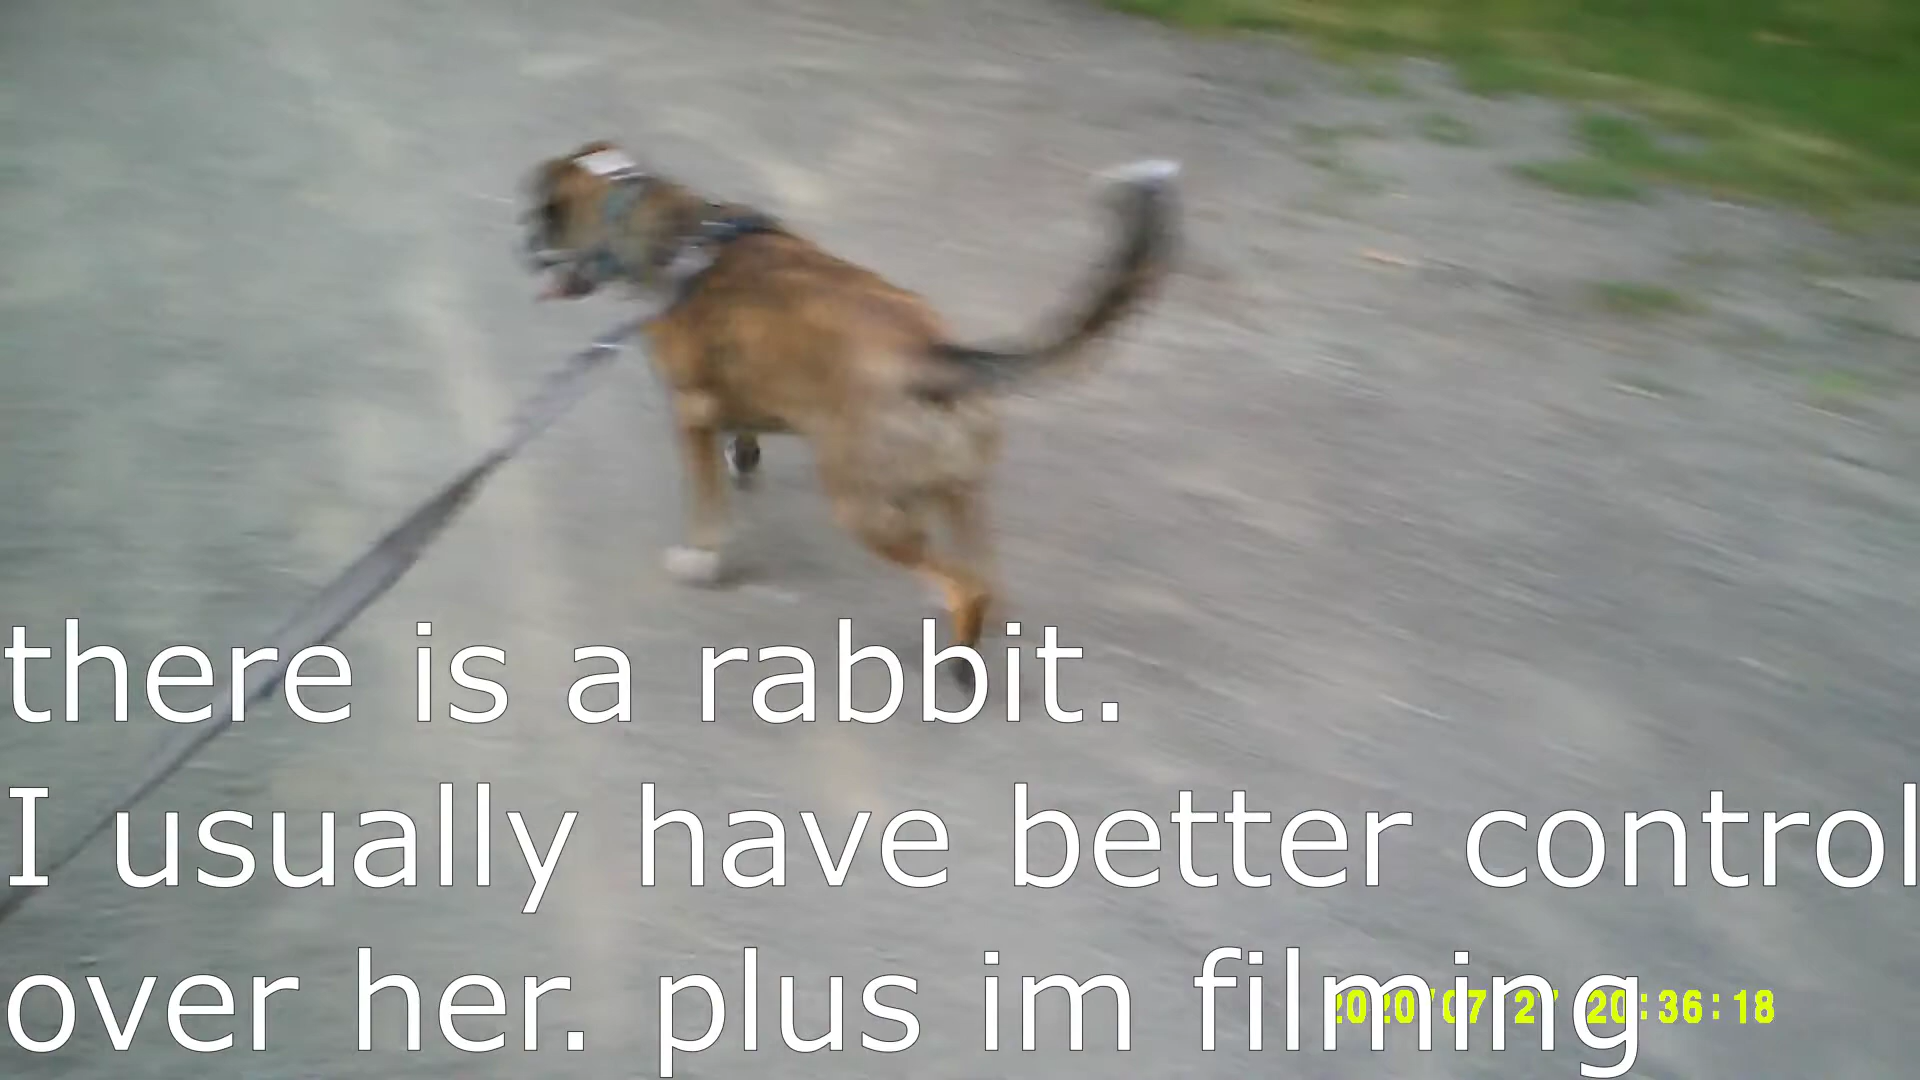 there is a rabbit.
I usually have better control
over her. plus im filming
2020/07/27 20:36:18